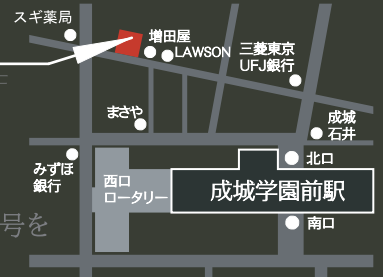 スギ薬局
増田屋
LAWSON
三菱東京
UFJ銀行
まさや
成城
石井
みずほ
銀行
西口
ロータリー
北口
成城学園前駅
南口
号を